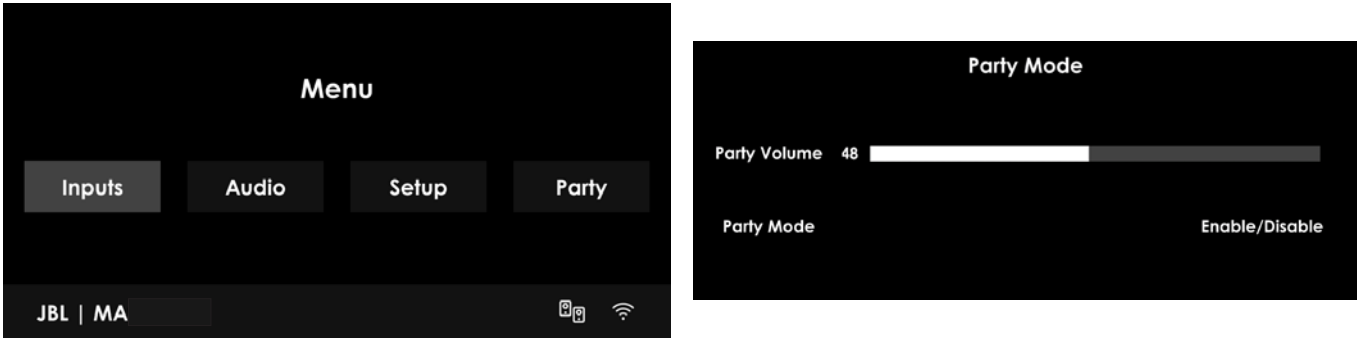 Menu
Inputs Audio Setup Party
JBL | MA
Party Mode
Party Volume 48
Party Mode Enable/Disable